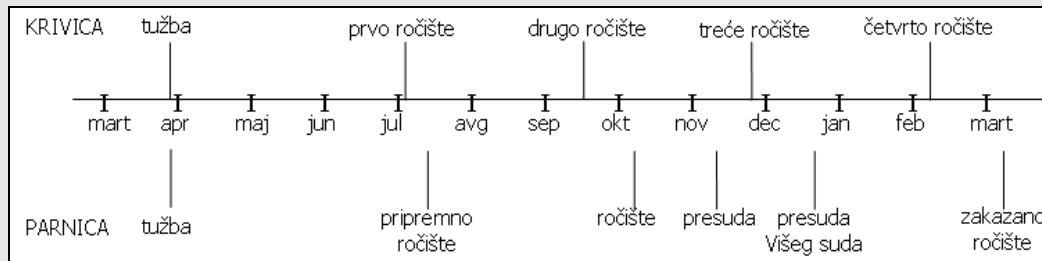 KRIVICA tužba prvo ročište drugo ročište treće ročište četvrto ročište
mart apr maj jun jul avg sep okt nov dec jan feb mart
PARNICA tužba pripremno ročište presuda presuda zakazano
ročište Višeg suda ročište